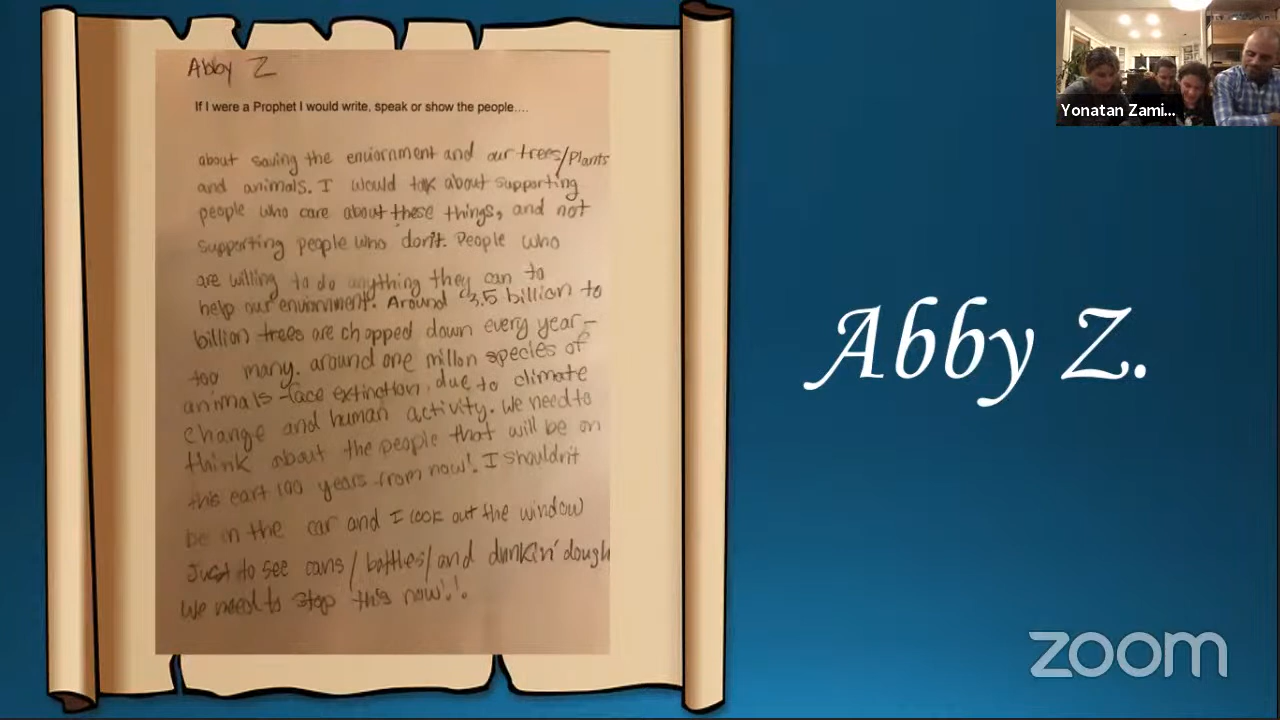 Abby Z
If I were a Prophet I would write, speak or show the people....
about saving the enviornment and our trees/Plants
and animals. I would talk about supporting
people who care about these things, and not
supporting people who don't. People who
are willing to do anything they can to
help our enviornment. Around 3.5 billion to
billion trees are chopped down every year-
too many. around one millon species of
animals face extinction due to climate
change and human activity. We need to
think about the people that will be on
this eart 100 years from now!. I shouldn't
be in the car and I look out the window
Just to see cans/bottles/and dunkin' dough
We need to stop this now!!.
Abby Z.
Yonatan Zami...
zoom